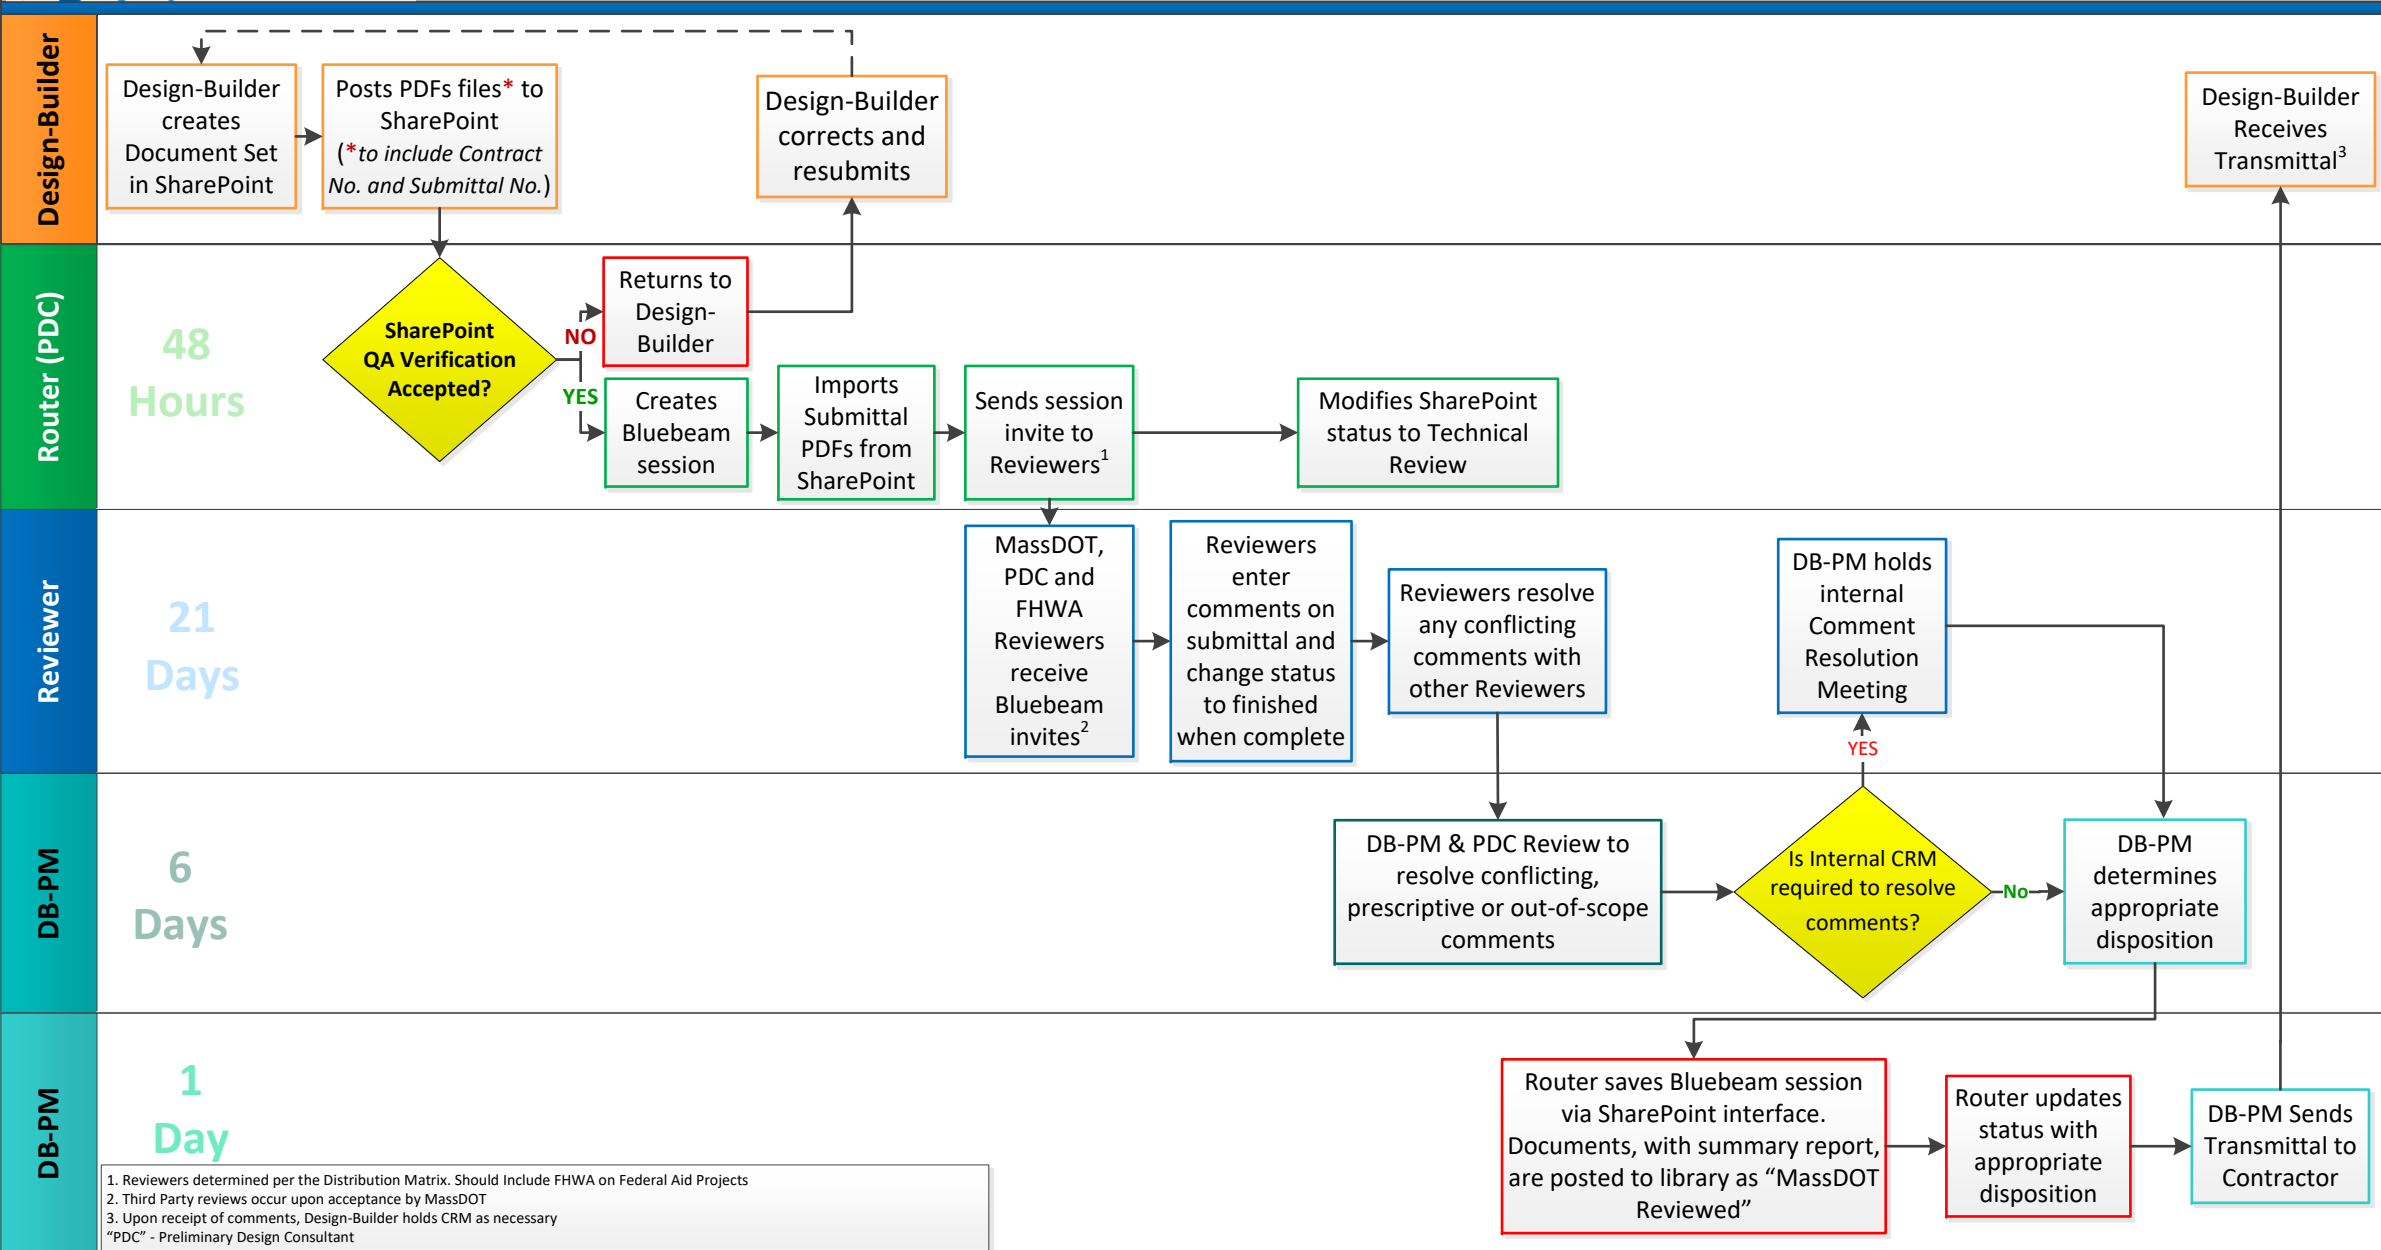 Design-Builder
Design-Builder
creates
Document Set
in SharePoint
Posts PDFs files* to
SharePoint
(*to include Contract
No. and Submittal No.)
Design-Builder
corrects and
resubmits
Design-Builder
Receives
Transmittal3
Router (PDC)
48
Hours
SharePoint
QA Verification
Accepted?
NO
YES
Returns to
Design-
Builder
Creates
Bluebeam
session
Imports
Submittal
PDFs from
SharePoint
Sends session
invite to
Reviewers1
Modifies SharePoint
status to Technical
Review
Reviewer
21
Days
MassDOT,
PDC and
FHWA
Reviewers
receive
Bluebeam
invites2
Reviewers
enter
comments on
submittal and
change status
to finished
when complete
Reviewers resolve
any conflicting
comments with
other Reviewers
DB-PM holds
internal
Comment
Resolution
Meeting
YES
DB-PM
6
Days
DB-PM & PDC Review to
resolve conflicting,
prescriptive or out-of-scope
comments
Is Internal CRM
required to resolve
comments?
No
DB-PM
determines
appropriate
disposition
DB-PM
1
Day
Router saves Bluebeam session
via SharePoint interface.
Documents, with summary report,
are posted to library as “MassDOT
Reviewed”
Router updates
status with
appropriate
disposition
DB-PM Sends
Transmittal to
Contractor
1. Reviewers determined per the Distribution Matrix. Should Include FHWA on Federal Aid Projects
2. Third Party reviews occur upon acceptance by MassDOT
3. Upon receipt of comments, Design-Builder holds CRM as necessary
“PDC” - Preliminary Design Consultant